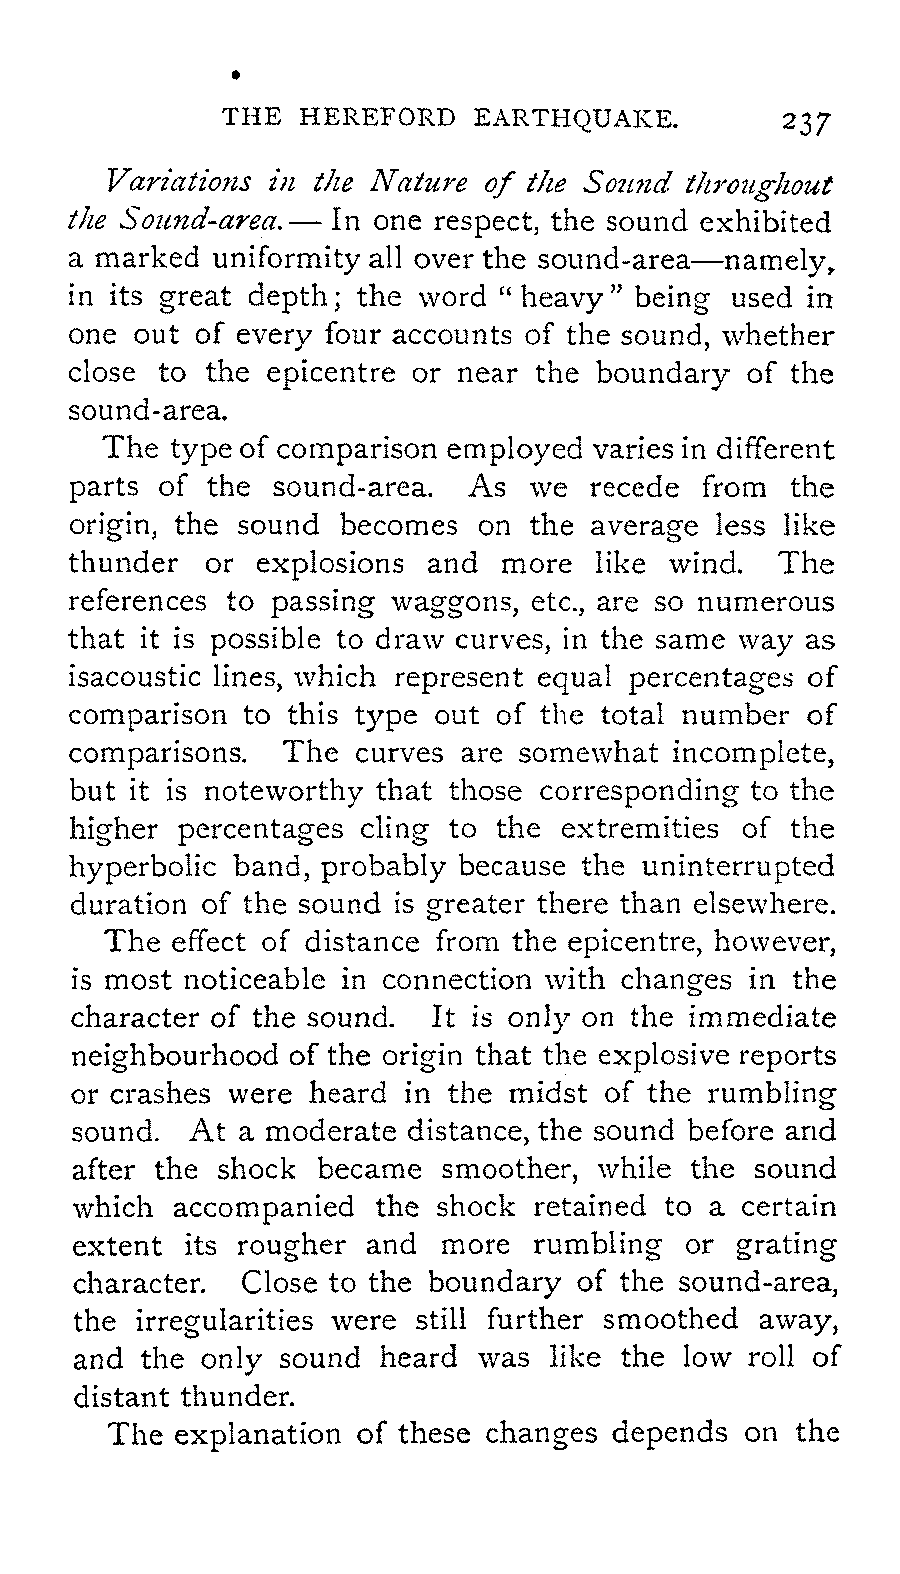 THE HEREFORD EARTHQUAKE. 237
Variations in the Nature of the Sound throughout
the Sound-area. — In one respect, the sound exhibited
a marked uniformity all over the sound-area—namely,
in its great depth; the word "heavy" being used in
one out of every four accounts of the sound, whether
close to the epicentre or near the boundary of the
sound-area.
The type of comparison employed varies in different
parts of the sound-area. As we recede from the
origin, the sound becomes on the average less like
thunder or explosions and more like wind. The
references to passing waggons, etc., are so numerous
that it is possible to draw curves, in the same way as
isacoustic lines, which represent equal percentages of
comparison to this type out of the total number of
comparisons. The curves are somewhat incomplete,
but it is noteworthy that those corresponding to the
higher percentages cling to the extremities of the
hyperbolic band, probably because the uninterrupted
duration of the sound is greater there than elsewhere.
The effect of distance from the epicentre, however,
is most noticeable in connection with changes in the
character of the sound. It is only on the immediate
neighbourhood of the origin that the explosive reports
or crashes were heard in the midst of the rumbling
sound. At a moderate distance, the sound before and
after the shock became smoother, while the sound
which accompanied the shock retained to a certain
extent its rougher and more rumbling or grating
character. Close to the boundary of the sound-area,
the irregularities were still further smoothed away,
and the only sound heard was like the low roll of
distant thunder.
The explanation of these changes depends on the